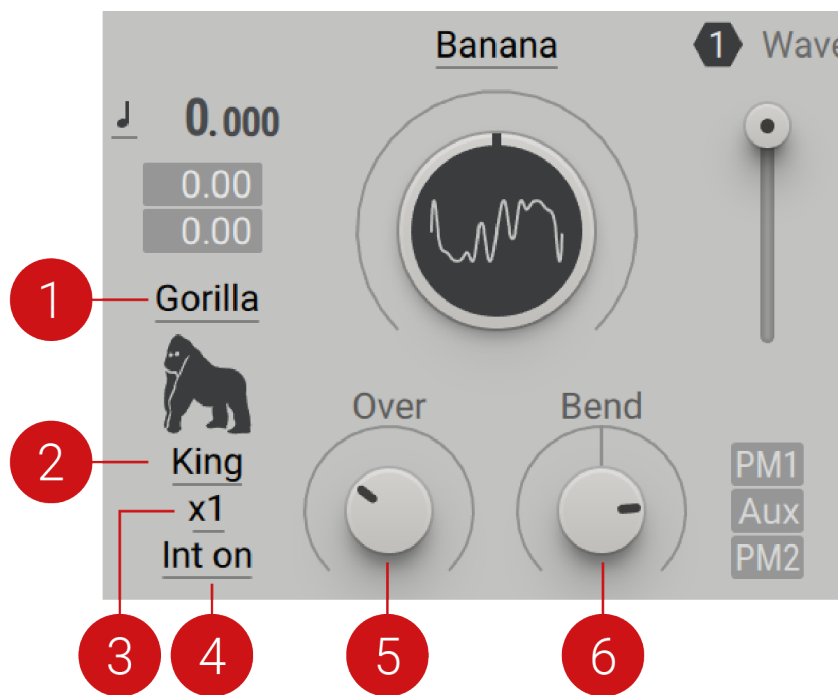 Banana
1 Wave
0.000
0.00
0.00
1 Gorilla
Over Bend
2 King
PM1
3 x1
Aux
Int on
PM2
4 5 6